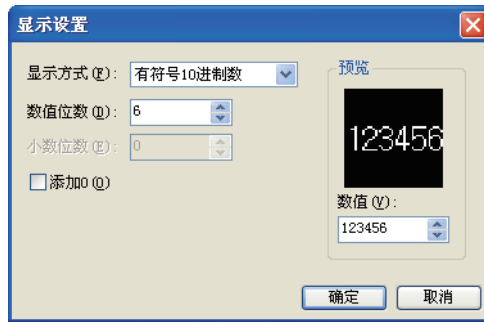 显示设置
显示方式(P): 有符号10进制数
数值位数(D): 6
小数位数(E): 0
添加0(O)
预览
123456
数值(V):
123456
确定 取消